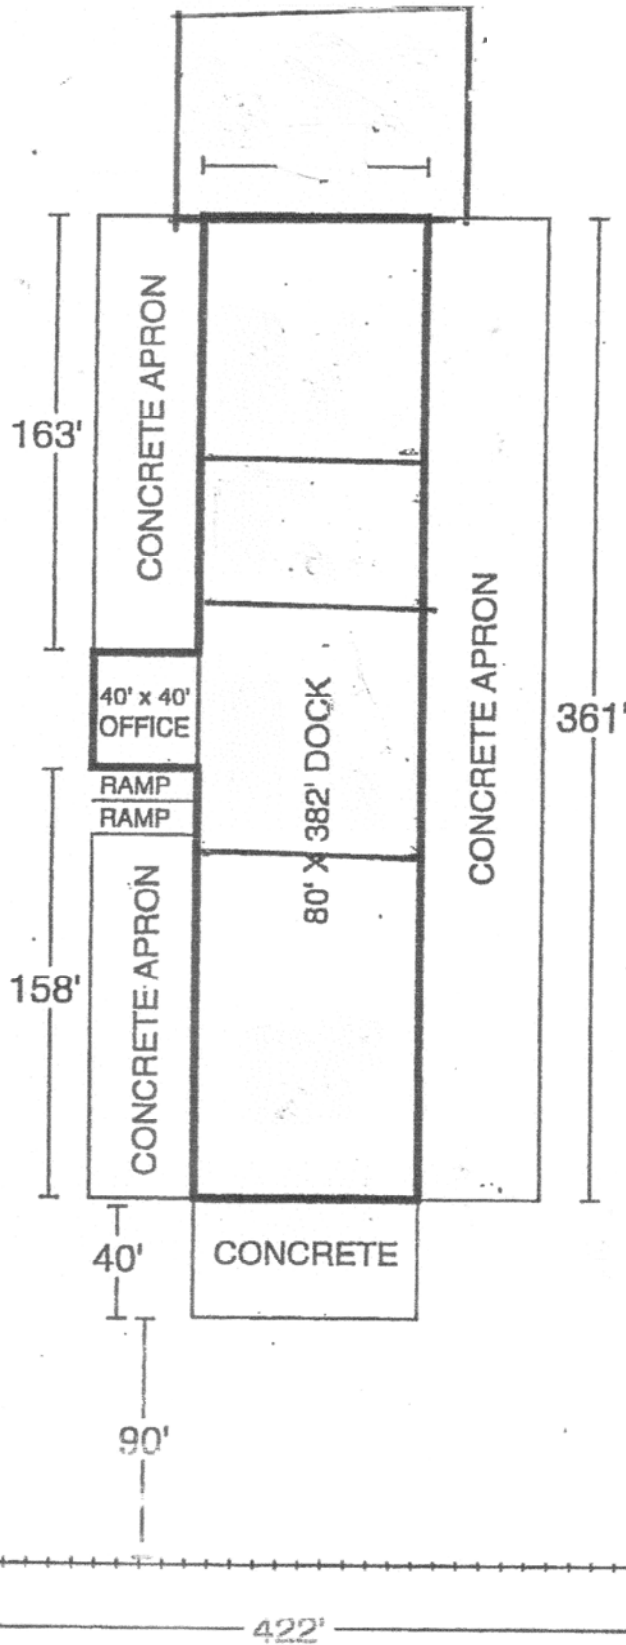 CONCRETE APRON
163'
CONCRETE APRON
40' x 40'
OFFICE
361'
RAMP
RAMP
80' X 382' DOCK
CONCRETE APRON
158'
40'
CONCRETE
90'
422'